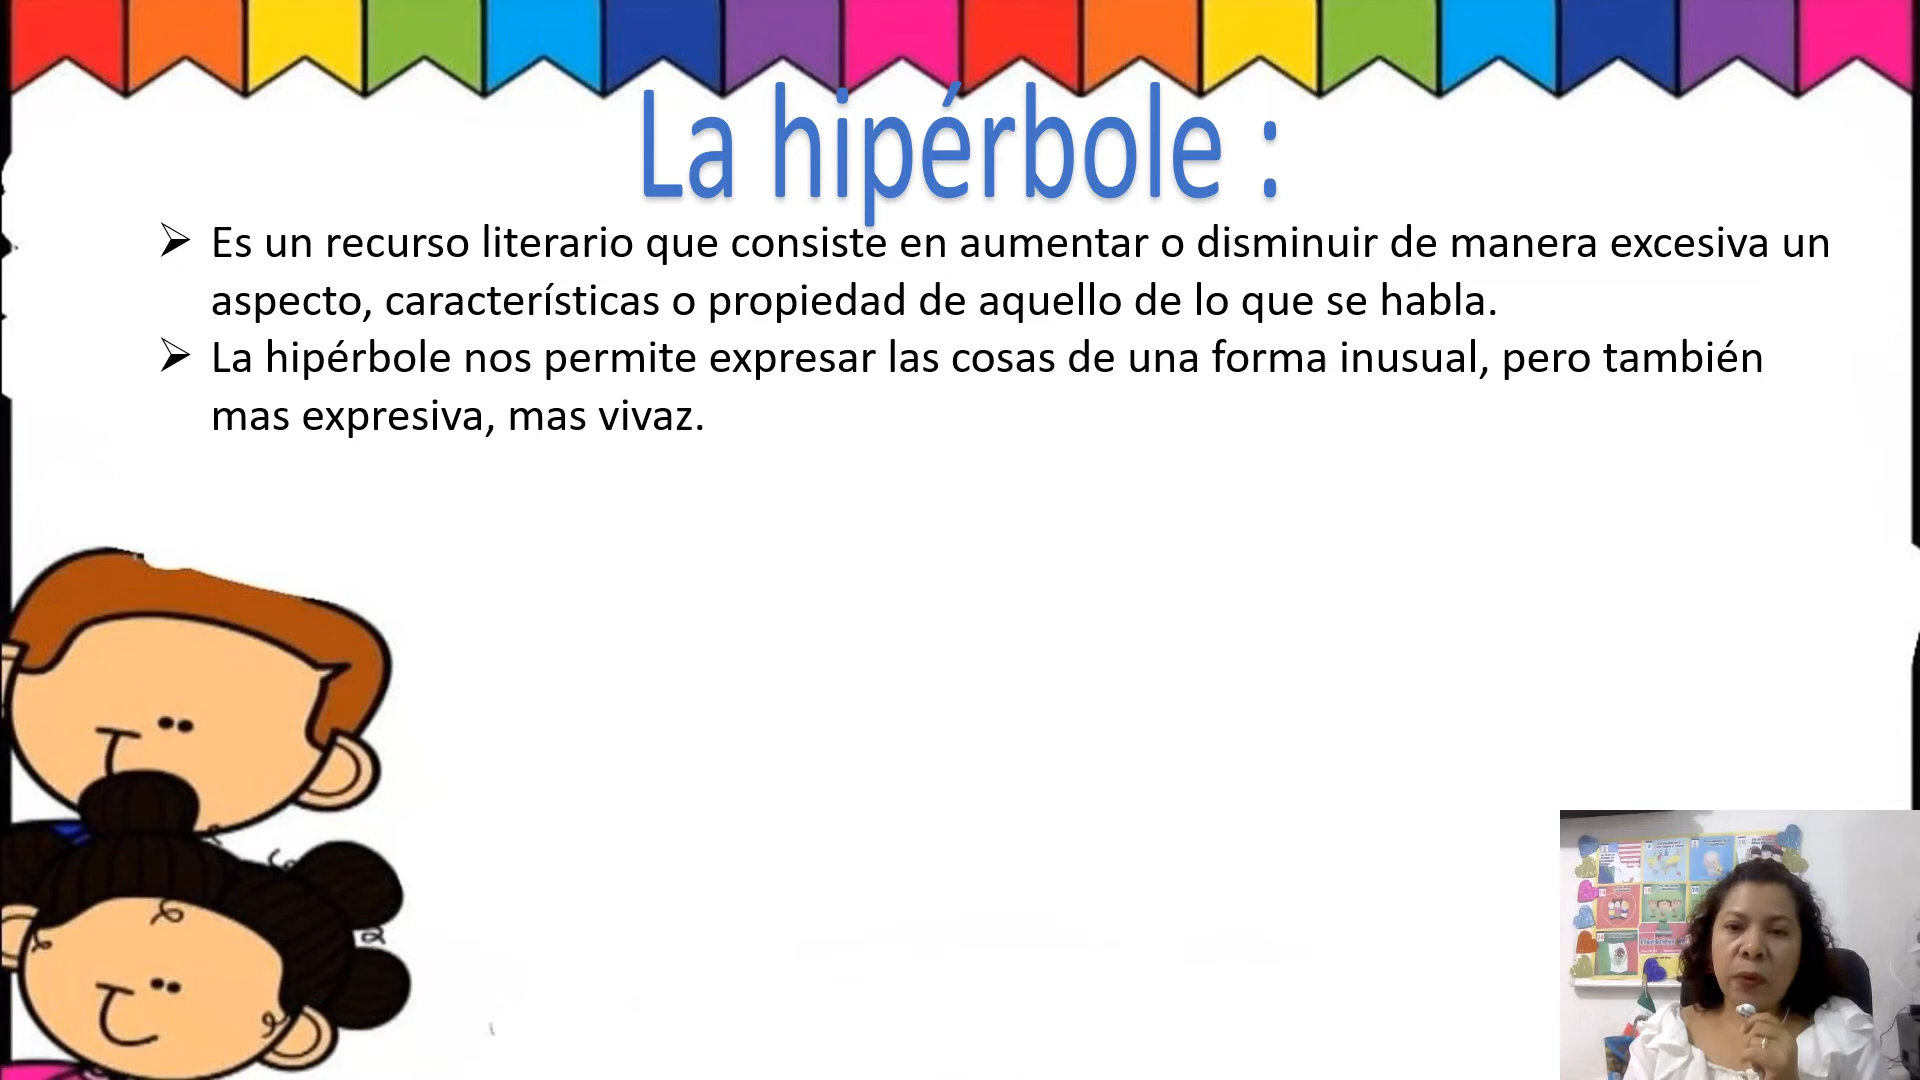 La hipérbole :
Es un recurso literario que consiste en aumentar o disminuir de manera excesiva un
aspecto, características o propiedad de aquello de lo que se habla.
La hipérbole nos permite expresar las cosas de una forma inusual, pero también
mas expresiva, mas vivaz.